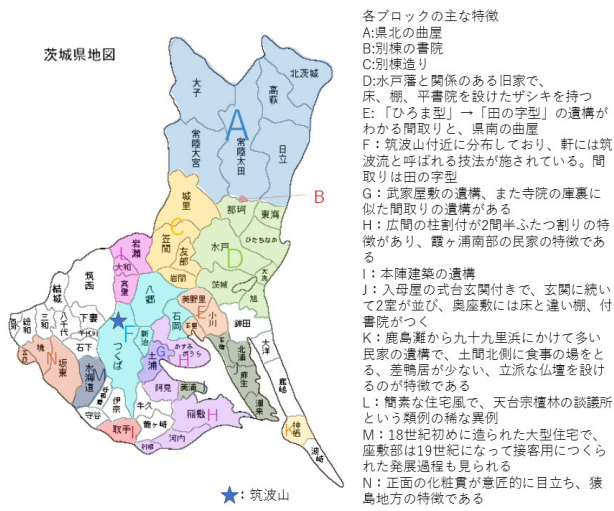 茨城県地図
大子
北茨城
高萩
A
常陸大宮
常陸太田
日立
B
城里
那珂
東海
C
岩瀬
笠間
友部
水戸
ひたちなか
D
I
大和
筑西
岩間
茨城
大洗
真壁
八郷
美野里
旭
結城
石岡
E
小川
鉾田
総和
三和
八千代
下妻
千代川
F
新治
かすみがうら
北浦
大洋
境
石下
つくば
土浦
G
H
J
麻生
N
坂東
水海道
M
阿見
美浦
鹿嶋
伊奈
牛久
稲敷
H
潮来
守谷
取手
I
龍ヶ崎
河内
利根
K
神栖
波崎
★：筑波山
各ブロックの主な特徴
A:県北の曲屋
B:別棟の書院
C:別棟造り
D:水戸藩と関係のある旧家で、
床、棚、平書院を設けたザシキを持つ
E: 「ひろま型」→「田の字型」の遺構が
わかる間取りと、県南の曲屋
F：筑波山付近に分布しており、軒には筑
波流と呼ばれる技法が施されている。間
取りは田の字型
G：武家屋敷の遺構、また寺院の庫裏に
似た間取りの遺構がある
H：広間の柱割付が2間半ふたつ割りの特
徴があり、霞ヶ浦南部の民家の特徴であ
る
I：本陣建築の遺構
J：入母屋の式台玄関付きで、玄関に続い
て2室が並び、奥座敷には床と違い棚、付
書院がつく
K：鹿島灘から九十九里浜にかけて多い
民家の遺構で、土間北側に食事の場をと
る、差鴨居が少ない、立派な仏壇を設け
るのが特徴である
L：簡素な住宅風で、天台宗檀林の談議所
という類例の稀な異例
M：18世紀初めに造られた大型住宅で、
座敷部は19世紀になって接客用につくら
れた発展過程も見られる
N：正面の化粧貫が意匠的に目立ち、猿
島地方の特徴である